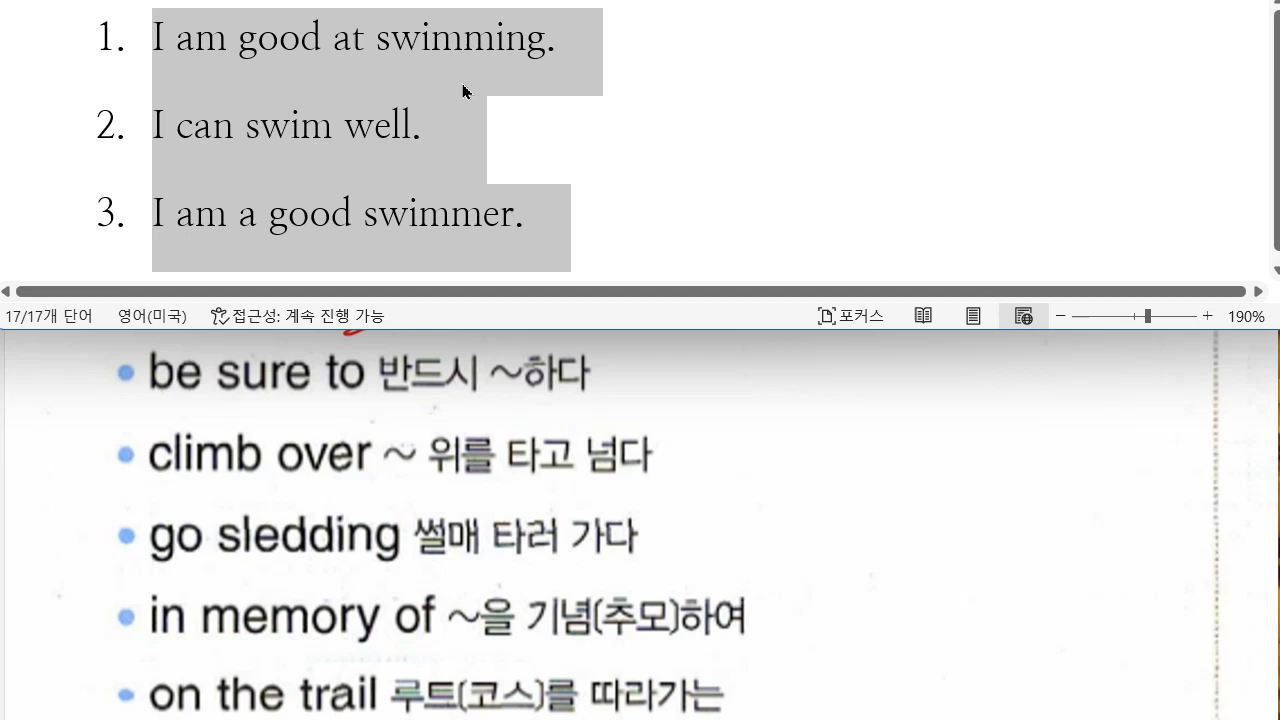 1. I am good at swimming.
2. I can swim well.
3. I am a good swimmer.
17/17개 단어 영어(미국) 접근성: 계속 진행 가능 포커스 190%
be sure to 반드시 ~하다
climb over ~ 위를 타고 넘다
go sledding 썰매 타러 가다
in memory of ~을 기념(추모)하여
on the trail 루트(코스)를 따라가는